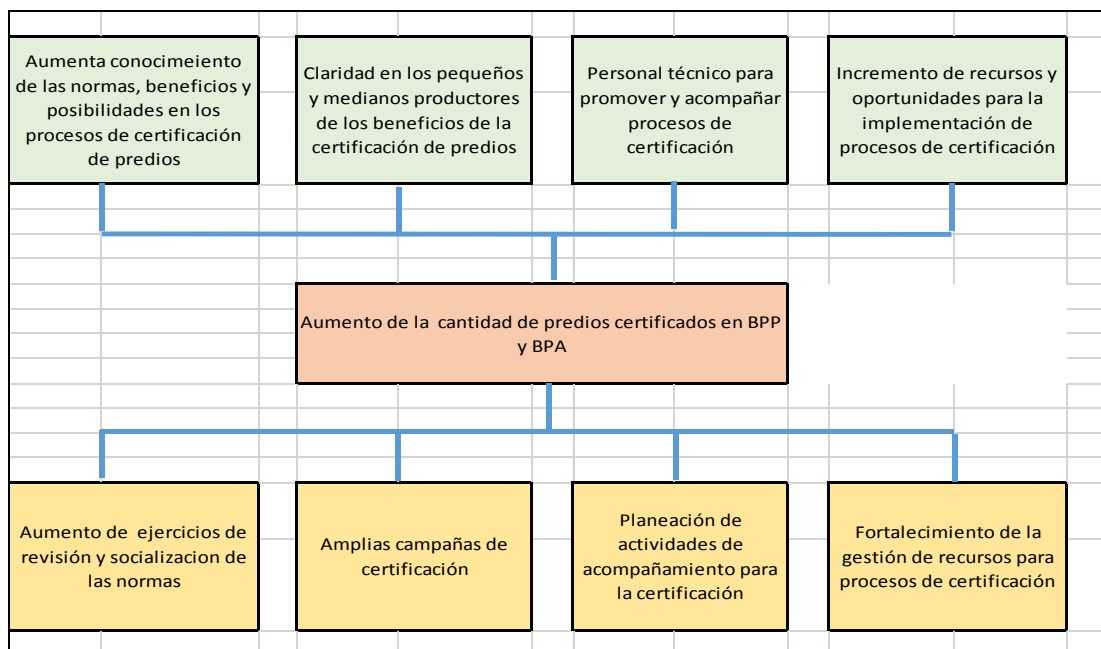 Aumenta conocimeiento
de las normas, beneficios y
posibilidades en los
procesos de certificación
de predios
Claridad en los pequeños
y medianos productores
de los beneficios de la
certificación de predios
Personal técnico para
promover y acompañar
procesos de
certificación
Incremento de recursos y
oportunidades para la
implementación de
procesos de certificación
Aumento de la cantidad de predios certificados en BPP
y BPA
Aumento de ejercicios de
revisión y socializacion de
las normas
Amplias campañas de
certificación
Planeación de
actividades de
acompañamiento para
la certificación
Fortalecimiento de la
gestión de recursos para
procesos de certificación